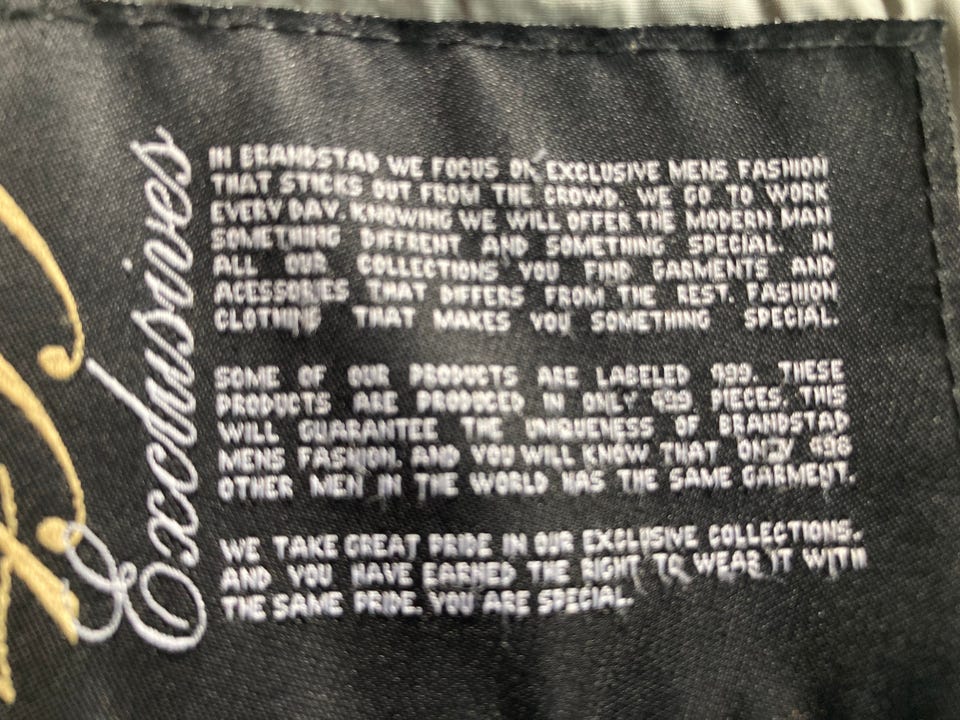 Exclusives
IN BRANDSTAD WE FOCUS ON EXCLUSIVE MENS FASHION
THAT STICKS OUT FROM THE CROWD. WE GO TO WORK
EVERY DAY. KNOWING WE WILL OFFER THE MODERN MAN
SOMETHING DIFFRENT AND SOMETHING SPECIAL. IN
ALL OUR COLLECTIONS YOU FIND GARMENTS AND
ACESSORIES THAT DIFFERS FROM THE REST. FASHION
CLOTHING THAT MAKES YOU SOMETHING SPECIAL.
SOME OF OUR PRODUCTS ARE LABELED 499. THESE
PRODUCTS ARE PRODUCED IN ONLY 499 PIECES. THIS
WILL GUARANTEE THE UNIQUENESS OF BRANDSTAD
MENS FASHION. AND YOU WILL KNOW THAT ONLY 498
OTHER MEN IN THE WORLD HAS THE SAME GARMENT.
WE TAKE GREAT PRIDE IN OUR EXCLUSIVE COLLECTIONS.
AND YOU HAVE EARNED THE RIGHT TO WEAR IT WITH
THE SAME PRIDE. YOU ARE SPECIAL.